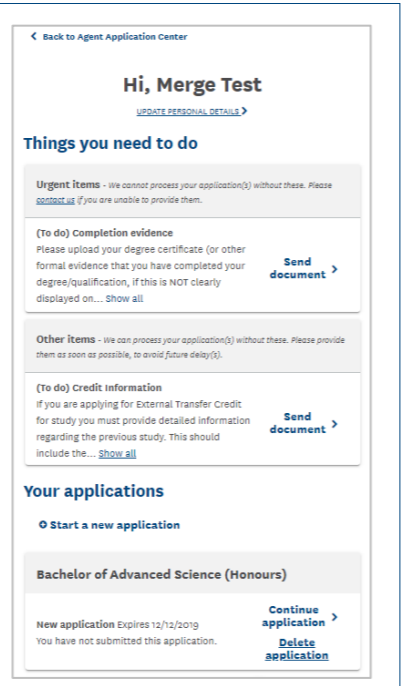 Back to Agent Application Center
Hi, Merge Test
UPDATE PERSONAL DETAILS
Things you need to do
Urgent items - We cannot process your application(s) without these. Please
contact us if you are unable to provide them.
(To do) Completion evidence
Please upload your degree certificate (or other
formal evidence that you have completed your
degree/qualification, if this is NOT clearly
displayed on... Show all
Send
document
Other items - We can process your application(s) without these. Please provide
them as soon as possible, to avoid future delay(s).
(To do) Credit Information
If you are applying for External Transfer Credit
for study you must provide detailed information
regarding the previous study. This should
include the... Show all
Send
document
Your applications
Start a new application
Bachelor of Advanced Science (Honours)
New application Expires 12/12/2019
You have not submitted this application.
Continue
application
Delete
application